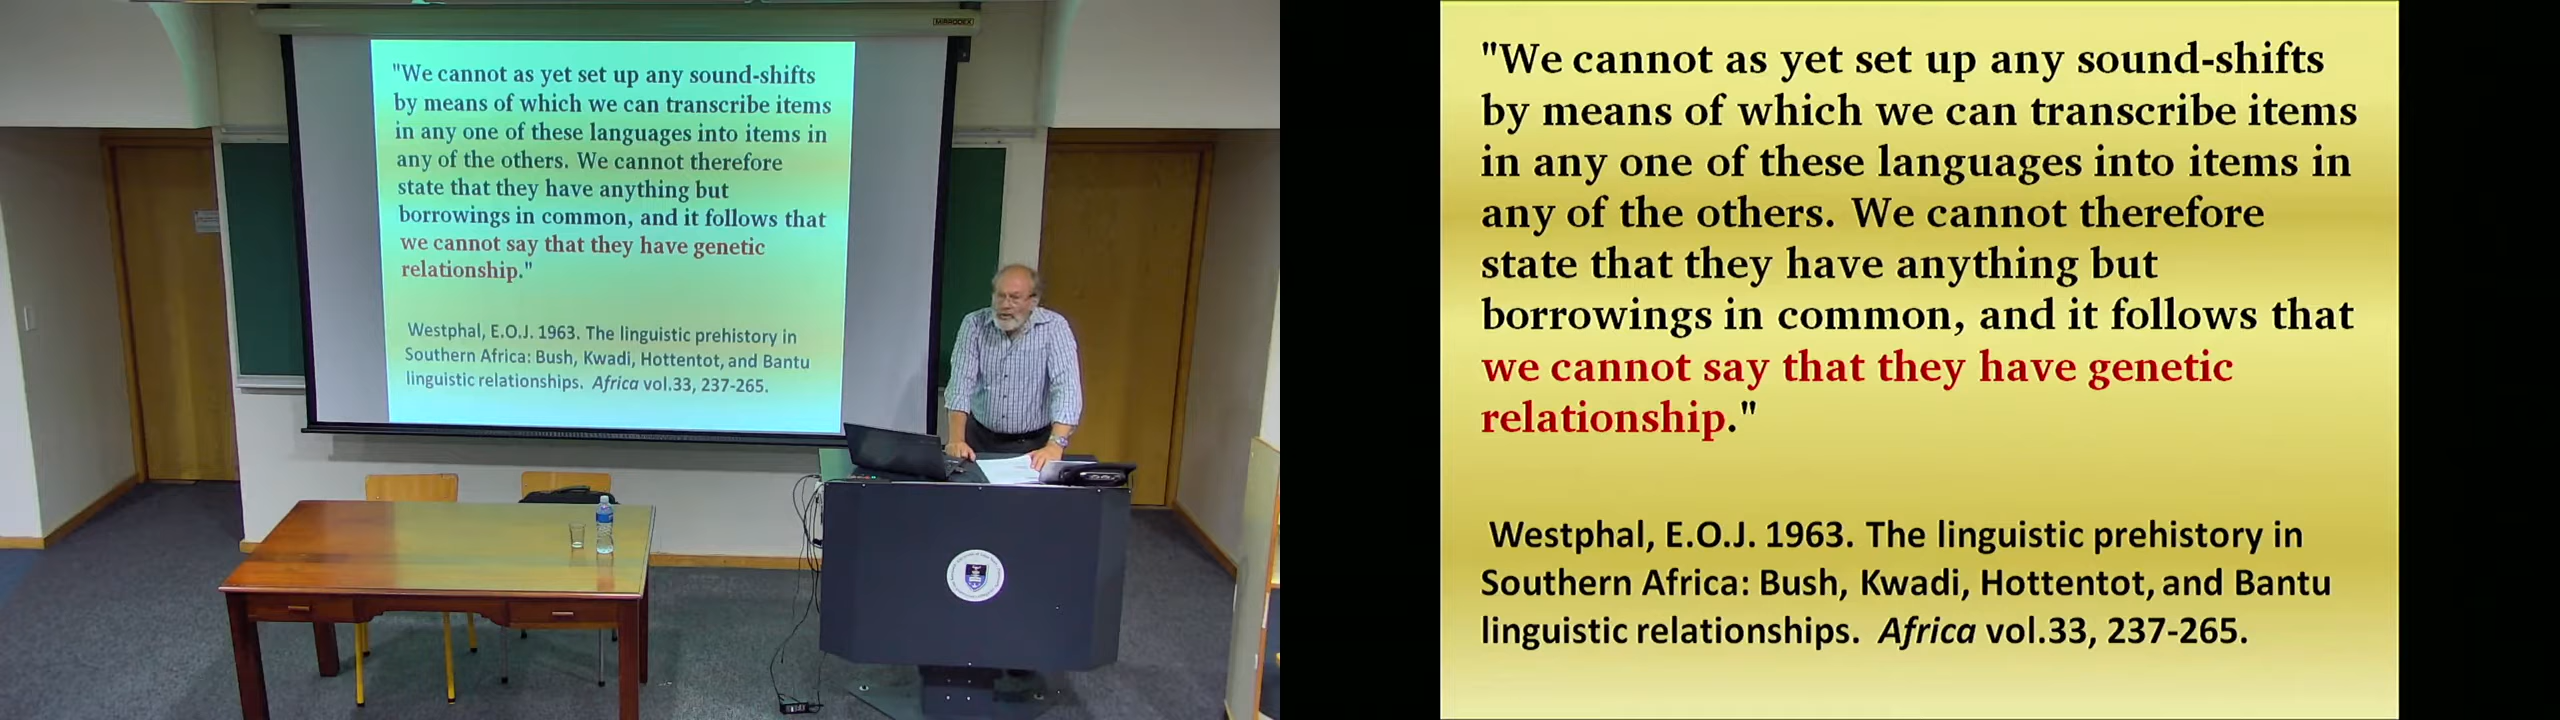 MIRRODEX
"We cannot as yet set up any sound-shifts
by means of which we can transcribe items
in any one of these languages into items in
any of the others. We cannot therefore
state that they have anything but
borrowings in common, and it follows that
we cannot say that they have genetic
relationship."
Westphal, E.O.J. 1963. The linguistic prehistory in
Southern Africa: Bush, Kwadi, Hottentot, and Bantu
linguistic relationships. Africa vol.33, 237-265.
"We cannot as yet set up any sound-shifts
by means of which we can transcribe items
in any one of these languages into items in
any of the others. We cannot therefore
state that they have anything but
borrowings in common, and it follows that
we cannot say that they have genetic
relationship."
Westphal, E.O.J. 1963. The linguistic prehistory in
Southern Africa: Bush, Kwadi, Hottentot, and Bantu
linguistic relationships. Africa vol.33, 237-265.